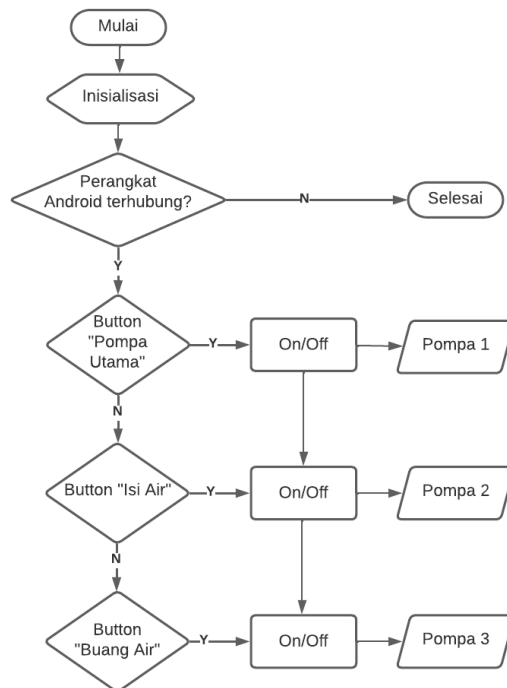 Mulai
Inisialisasi
Perangkat
Android terhubung?
N
Selesai
Y
Button
"Pompa
Utama"
Y
On/Off
Pompa 1
N
Button "Isi Air"
Y
On/Off
Pompa 2
N
Button
"Buang Air"
Y
On/Off
Pompa 3